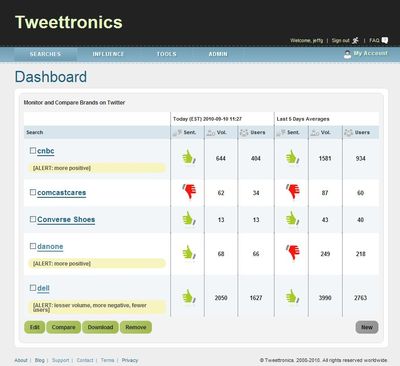 Tweettronics
Welcome, jeffg | Sign out | FAQ
SEARCHES INFLUENCE TOOLS ADMIN My Account
Dashboard
Monitor and Compare Brands on Twitter
Today (EST) 2010-09-10 11:27 Last 5 Days Averages
Search Sent. Vol. Users Sent. Vol. Users
cnbc 644 404 1581 934
[ALERT: more positive]
comcastcares 62 34 87 60
Converse Shoes 13 13 43 40
danone 68 66 249 218
[ALERT: more positive]
dell 2050 1627 3990 2763
[ALERT: lesser volume, more negative, fewer
users]
Edit Compare Download Remove New
About | Blog | Support | Contact | Terms | Privacy © Tweettronics, 2008-2010. All rights reserved worldwide.